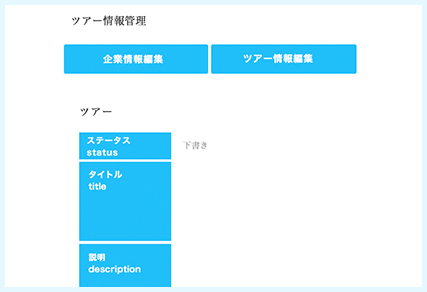 ツアー情報管理
企業情報編集
ツアー情報編集
ツアー
ステータス
status
下書き
タイトル
title
説明
description